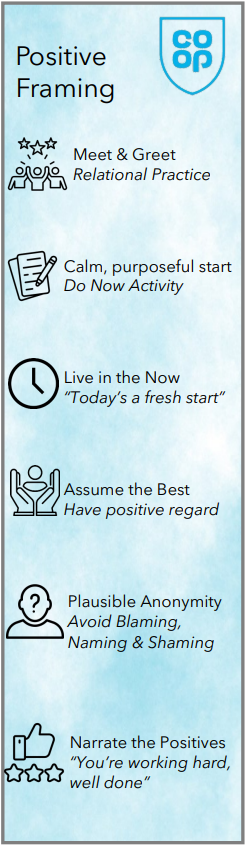 Positive
Framing
CO
OP
Meet & Greet
Relational Practice
Calm, purposeful start
Do Now Activity
Live in the Now
“Today’s a fresh start”
Assume the Best
Have positive regard
?
Plausible Anonymity
Avoid Blaming,
Naming & Shaming
Narrate the Positives
“You’re working hard,
well done”